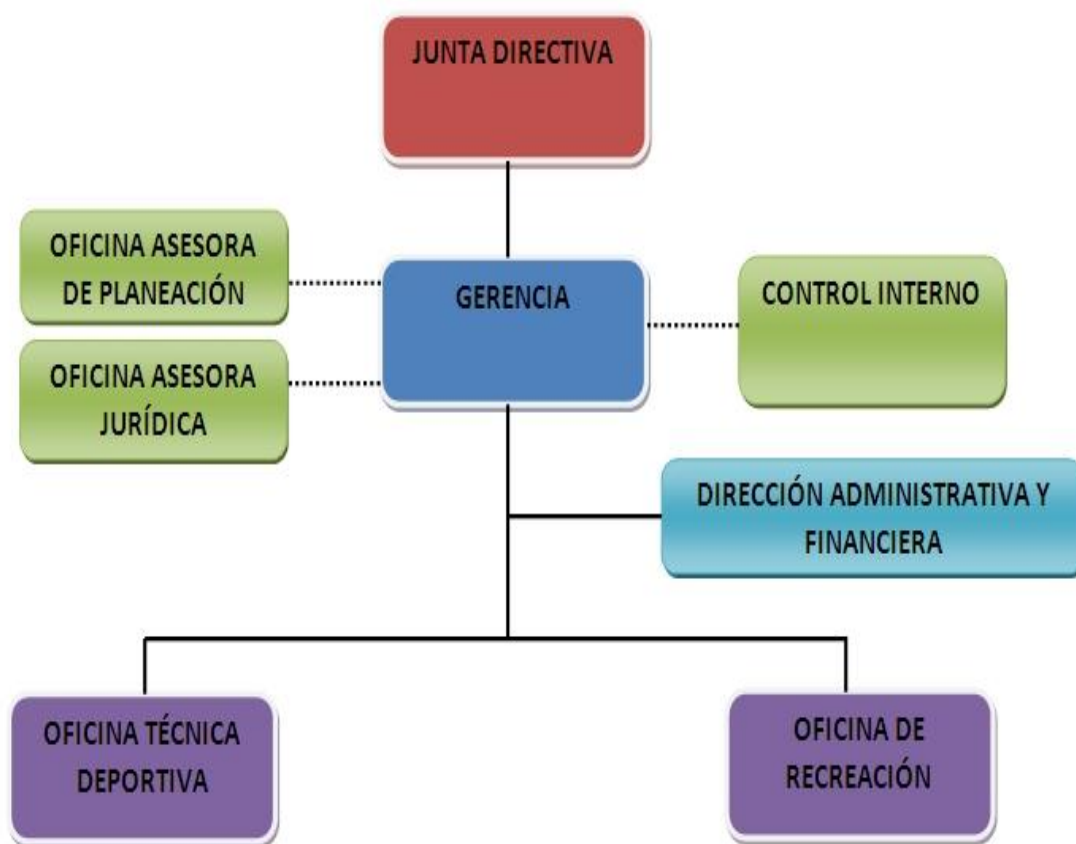 JUNTA DIRECTIVA
OFICINA ASESORA
DE PLANEACIÓN
GERENCIA
CONTROL INTERNO
OFICINA ASESORA
JURÍDICA
DIRECCIÓN ADMINISTRATIVA Y
FINANCIERA
OFICINA TÉCNICA
DEPORTIVA
OFICINA DE
RECREACIÓN